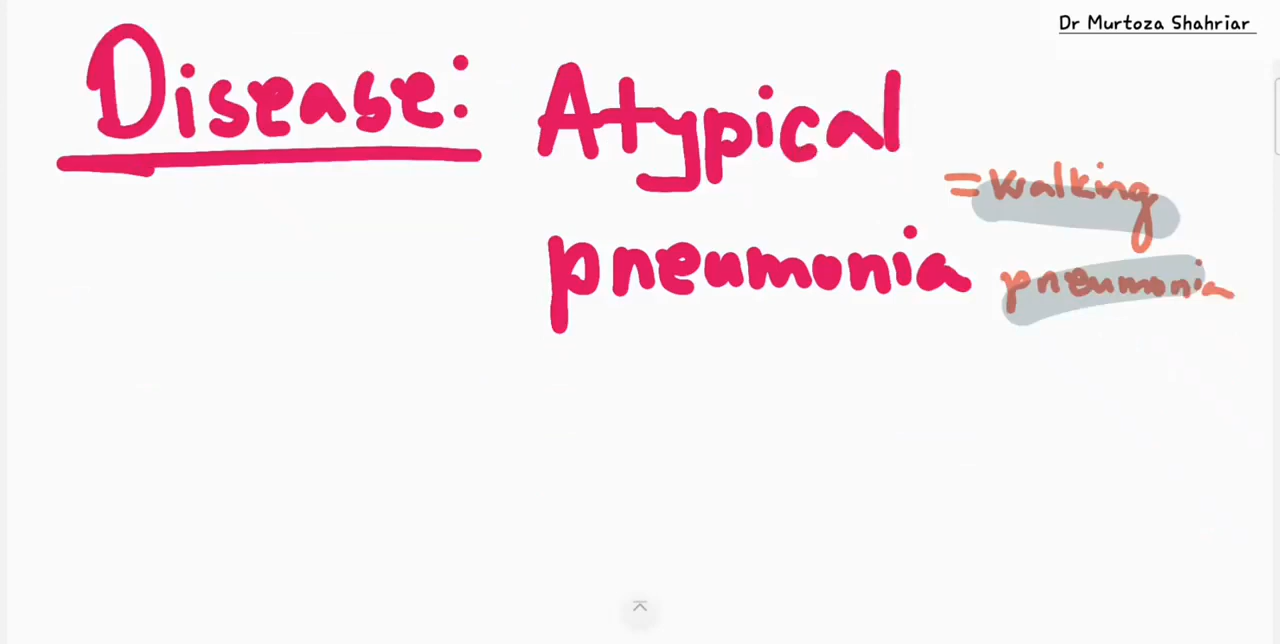 Dr Murtoza Shahriar
Disease: Atypical
= walking
pneumonia
pneumonia